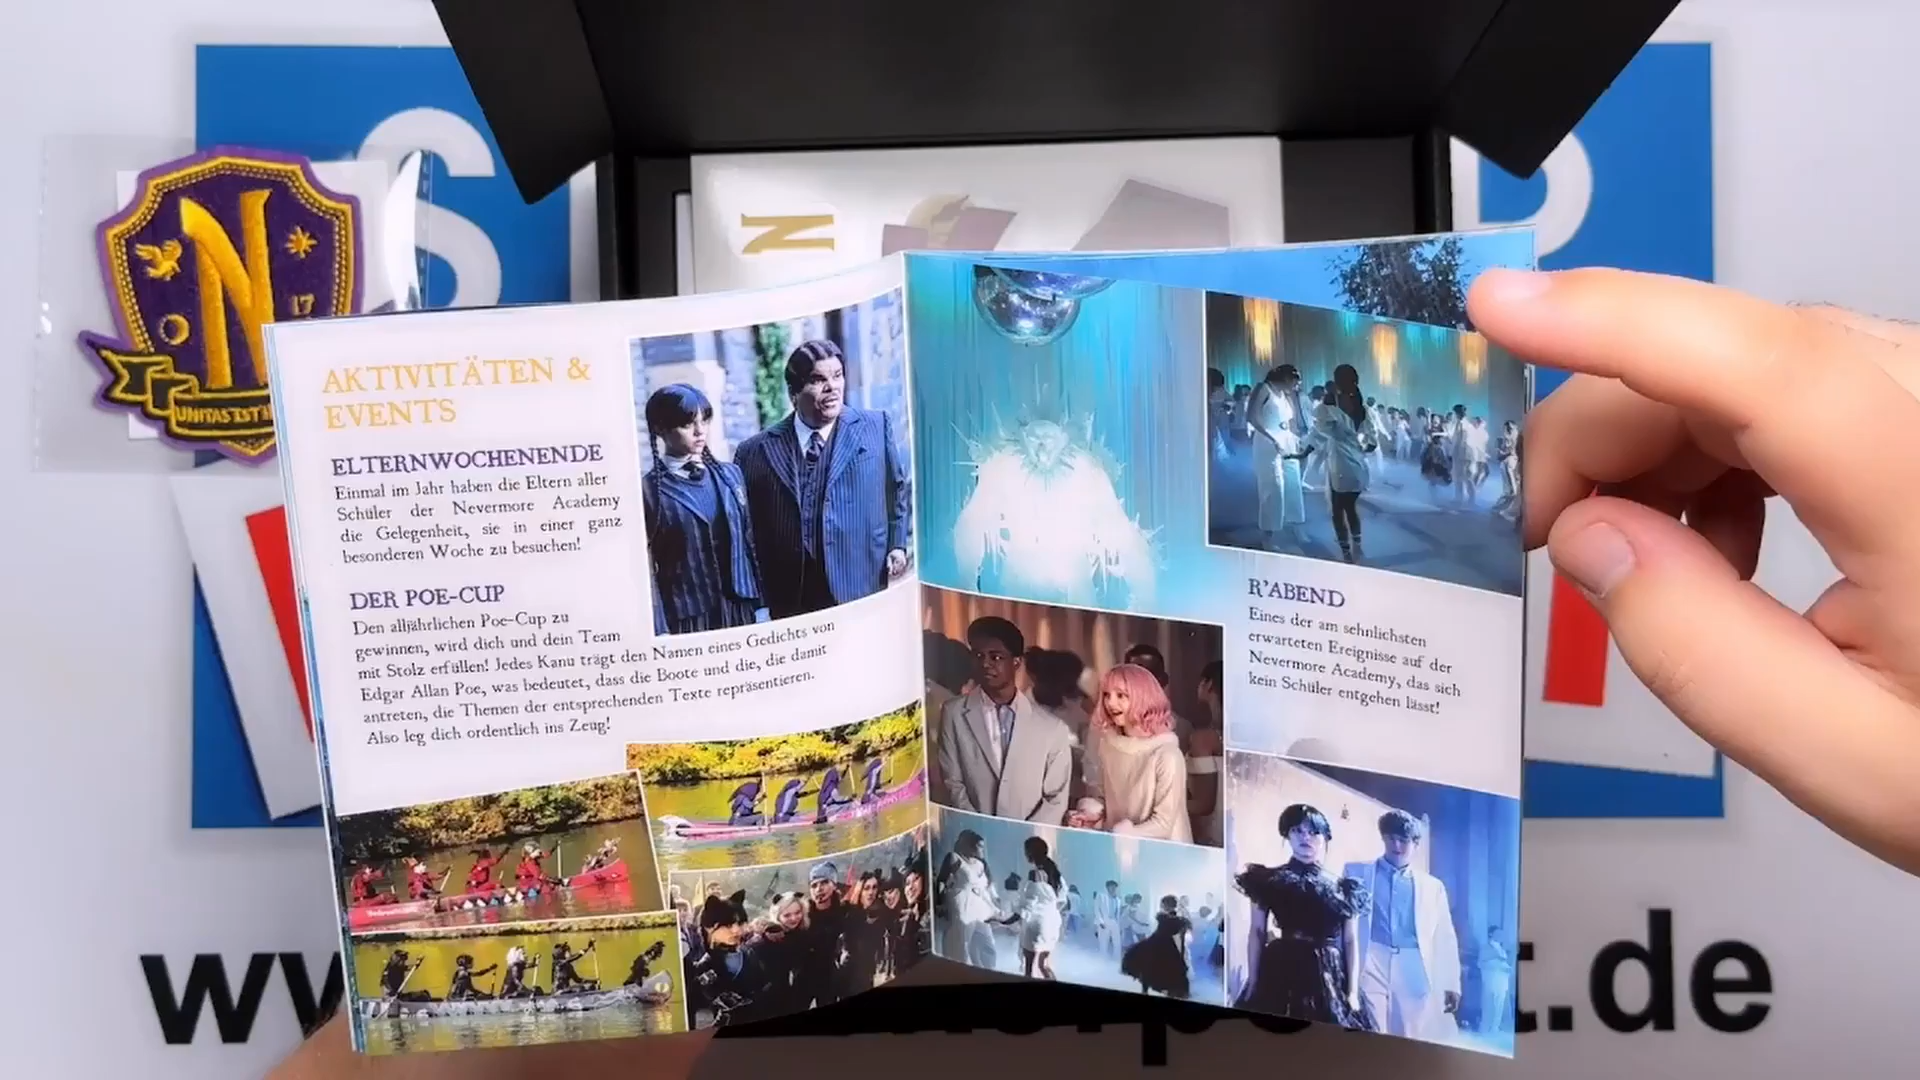 N
17
UNITAS EST
N
AKTIVITÄTEN &
EVENTS
ELTERNWOCHENENDE
Einmal im Jahr haben die Eltern aller
Schüler der Nevermore Academy
die Gelegenheit, sie in einer ganz
besonderen Woche zu besuchen!
DER POE-CUP
Den alljährlichen Poe-Cup zu
gewinnen, wird dich und dein Team
mit Stolz erfüllen! Jedes Kanu trägt den Namen eines Gedichts von
Edgar Allan Poe, was bedeutet, dass die Boote und die, die damit
antreten, die Themen der entsprechenden Texte repräsentieren.
Also leg dich ordentlich ins Zeug!
R'ABEND
Eines der am sehnlichsten
erwarteten Ereignisse auf der
Nevermore Academy, das sich
kein Schüler entgehen lässt!
.de